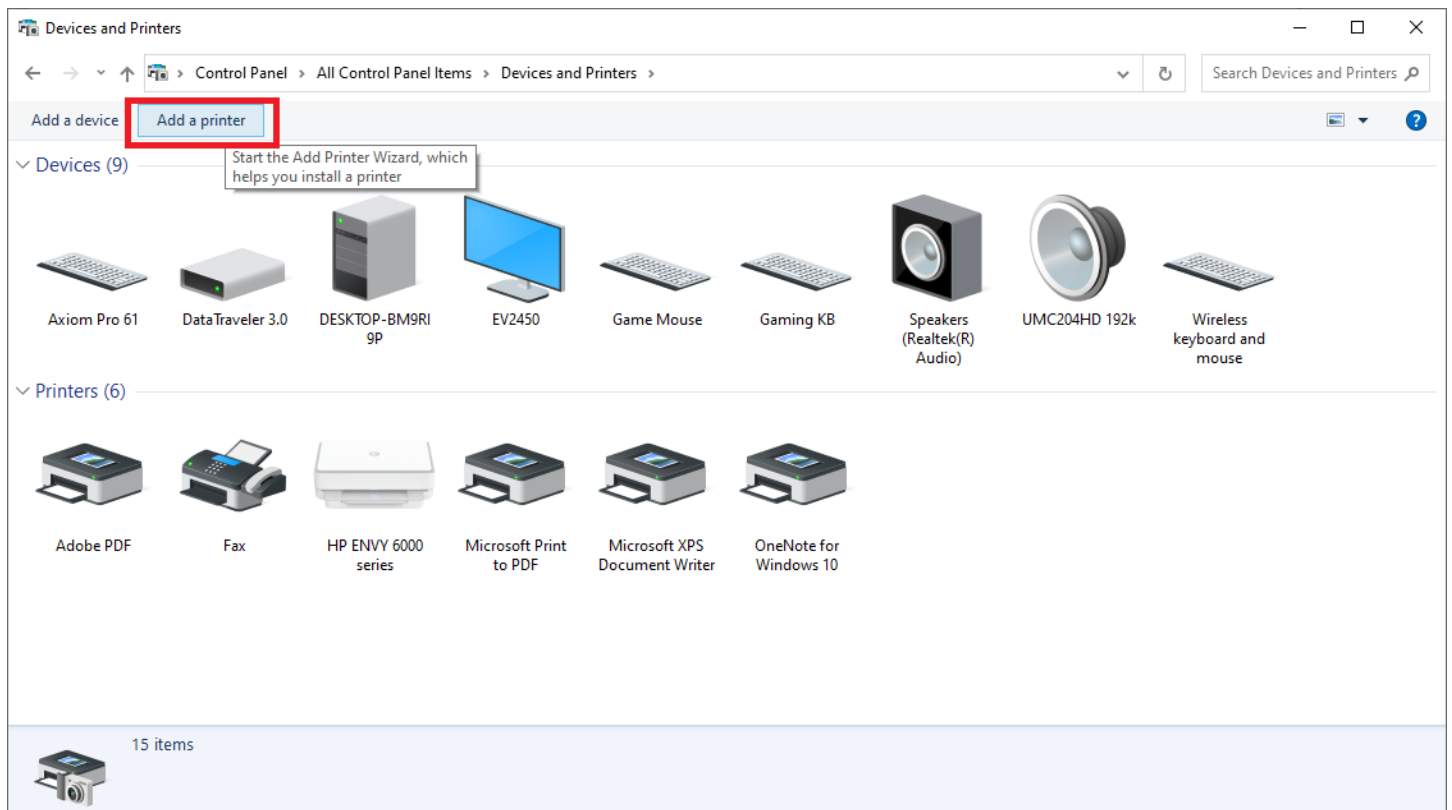 Devices and Printers
Control Panel > All Control Panel Items > Devices and Printers >
Search Devices and Printers
Add a device
Add a printer
Start the Add Printer Wizard, which
helps you install a printer
Devices (9)
Axiom Pro 61
DataTraveler 3.0
DESKTOP-BM9RI
9P
EV2450
Game Mouse
Gaming KB
Speakers
(Realtek(R)
Audio)
UMC204HD 192k
Wireless
keyboard and
mouse
Printers (6)
Adobe PDF
Fax
HP ENVY 6000
series
Microsoft Print
to PDF
Microsoft XPS
Document Writer
OneNote for
Windows 10
15 items